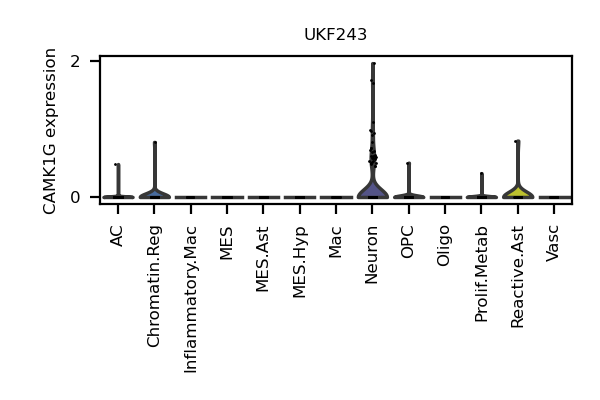 UKF243
CAMK1G expression
2
0
AC
Chromatin.Reg
Inflammatory.Mac
MES
MES.Ast
MES.Hyp
Mac
Neuron
OPC
Oligo
Prolif.Metab
Reactive.Ast
Vasc